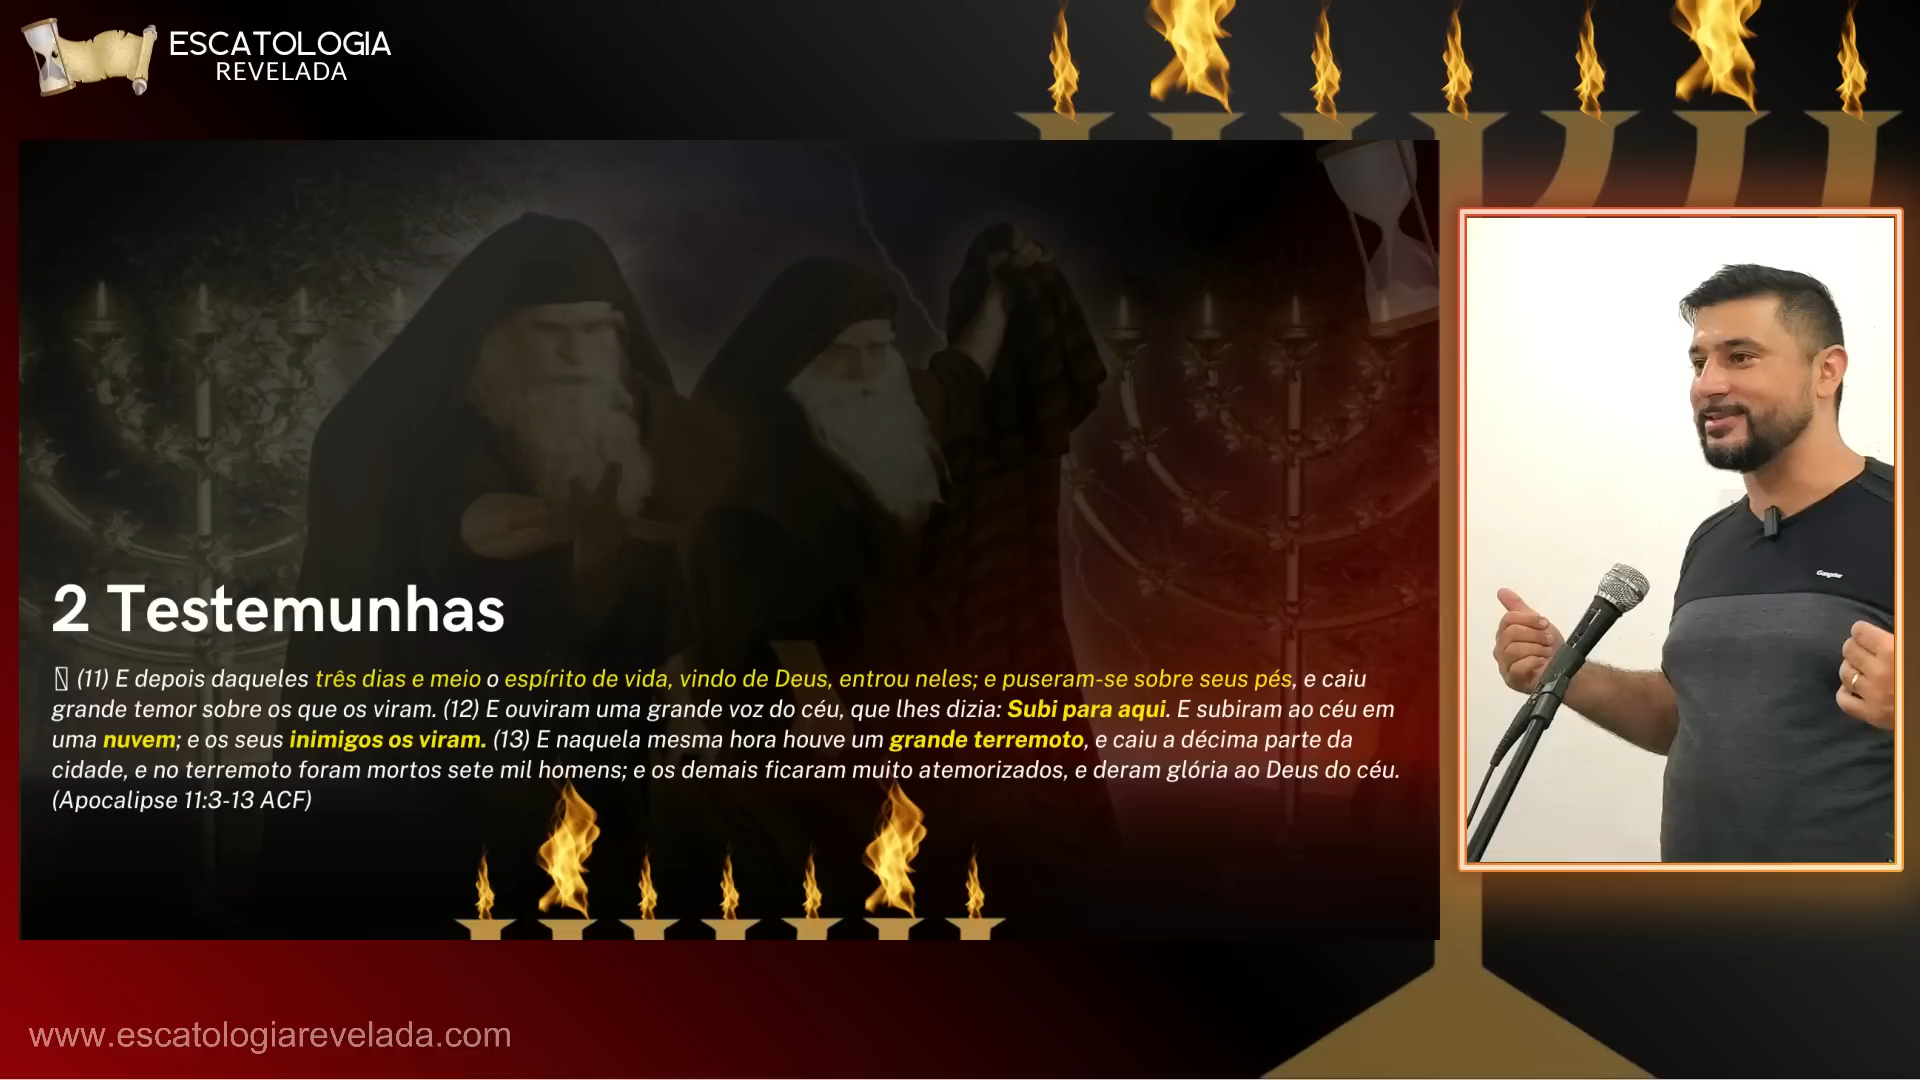 ESCATOLOGIA
REVELADA
2 Testemunhas
(11) E depois daqueles três dias e meio o espírito de vida, vindo de Deus, entrou neles; e puseram-se sobre seus pés, e caiu
grande temor sobre os que os viram. (12) E ouviram uma grande voz do céu, que lhes dizia: Subi para aqui. E subiram ao céu em
uma nuvem; e os seus inimigos os viram. (13) E naquela mesma hora houve um grande terremoto, e caiu a décima parte da
cidade, e no terremoto foram mortos sete mil homens; e os demais ficaram muito atemorizados, e deram glória ao Deus do céu.
(Apocalipse 11:3-13 ACF)
www.escatologiarevelada.com